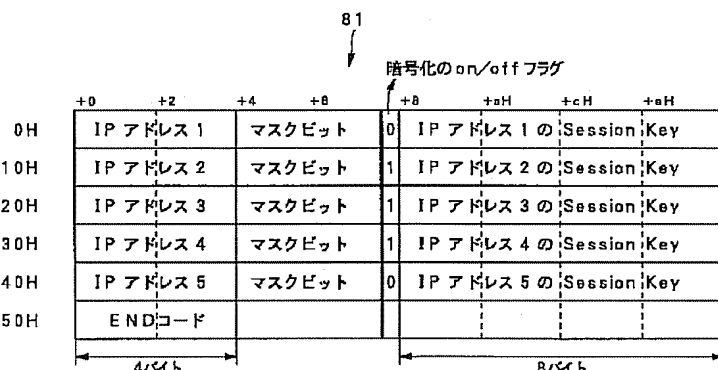 81
暗号化のon/offフラグ
+0 +2 +4 +6 +8 +aH +cH +eH
0H IPアドレス1 マスクビット 0 IPアドレス1のSession Key
10H IPアドレス2 マスクビット 1 IPアドレス2のSession Key
20H IPアドレス3 マスクビット 1 IPアドレス3のSession Key
30H IPアドレス4 マスクビット 1 IPアドレス4のSession Key
40H IPアドレス5 マスクビット 0 IPアドレス5のSession Key
50H ENDコード
4バイト 8バイト